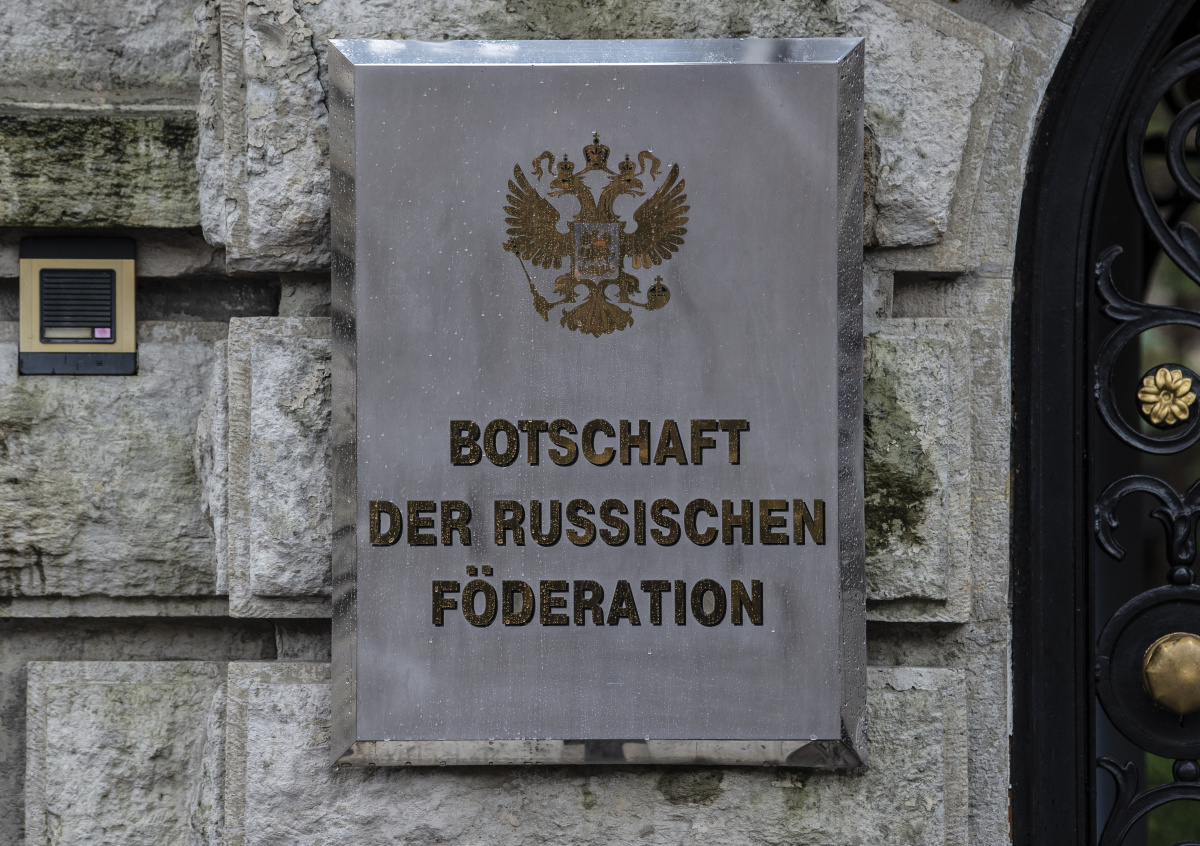 BOTSCHAFT
DER RUSSISCHEN
FÖDERATION